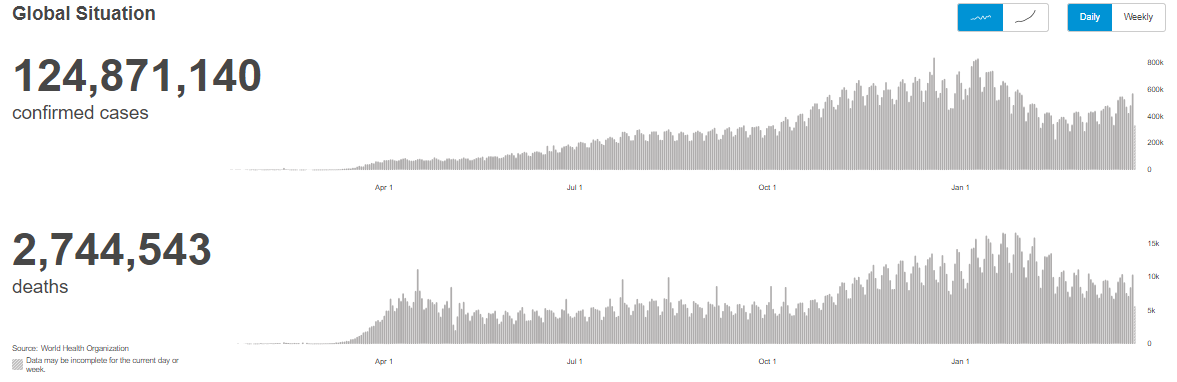 Global Situation
Daily
Weekly
124,871,140
confirmed cases
800k
600k
400k
200k
0
Apr 1
Jul 1
Oct 1
Jan 1
2,744,543
deaths
15k
10k
5k
0
Source: World Health Organization
Data may be incomplete for the current day or
week.
Apr 1
Jul 1
Oct 1
Jan 1